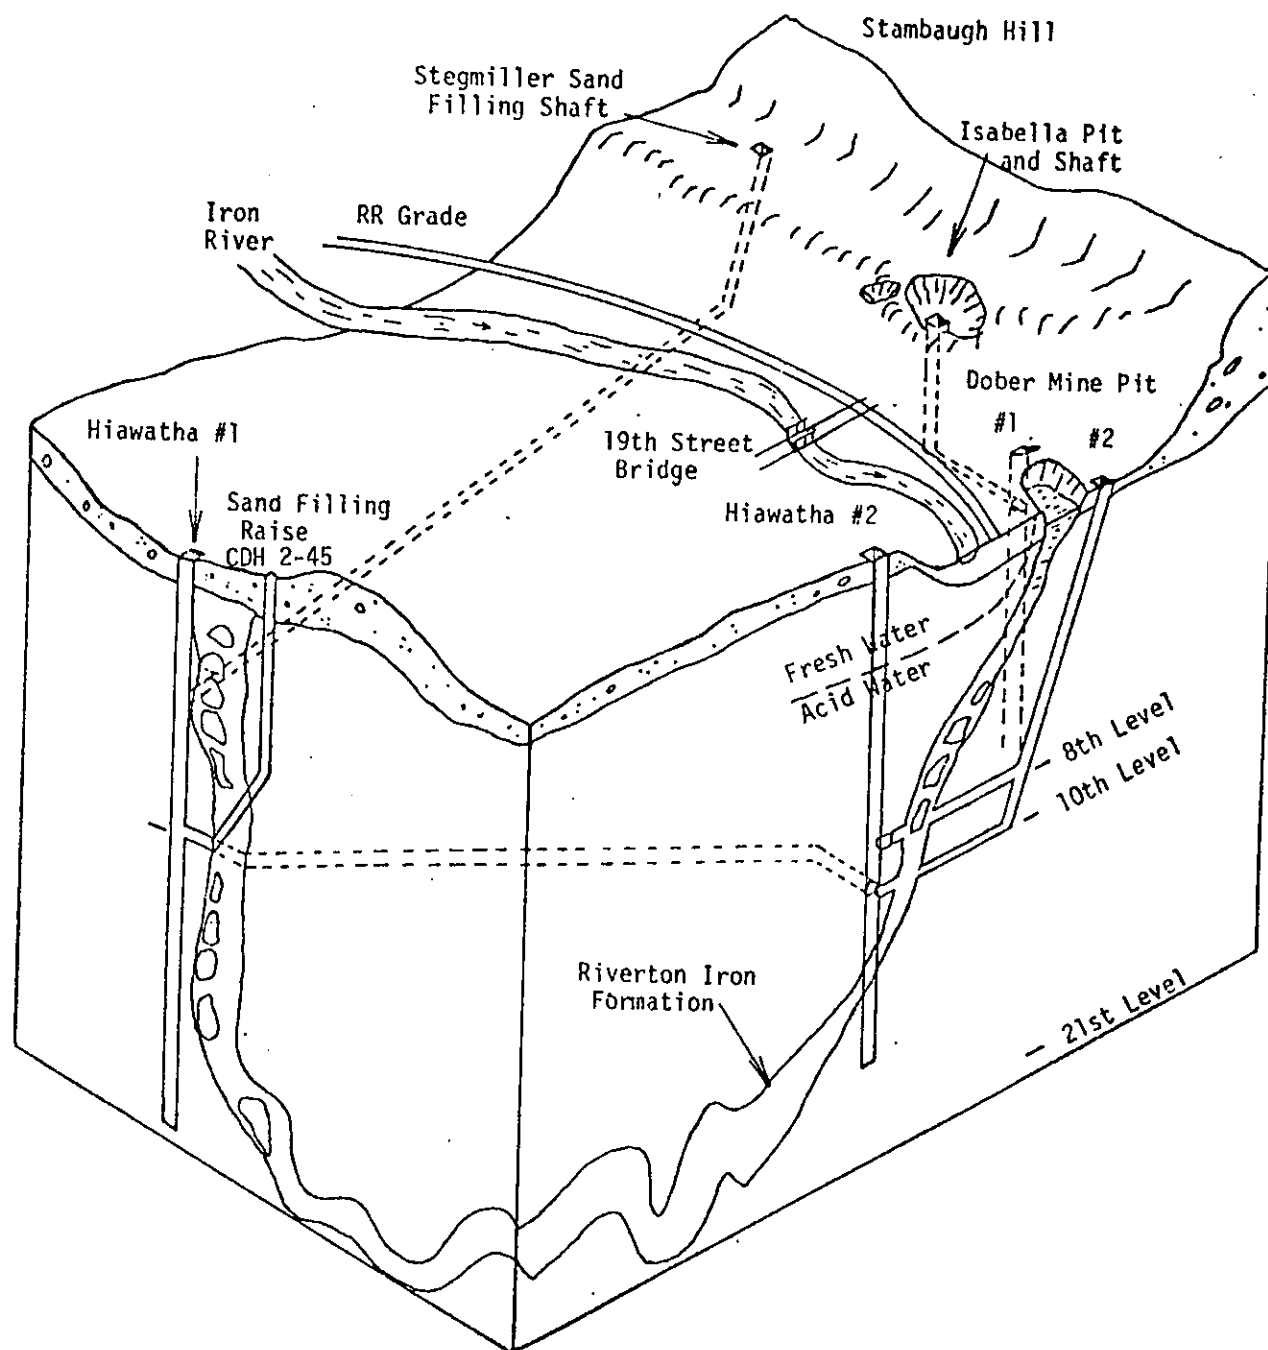 Stambaugh Hill
Stegmiller Sand
Filling Shaft
Isabella Pit
and Shaft
Iron
River
RR Grade
Dober Mine Pit
#1
#2
Hiawatha #1
19th Street
Bridge
Sand Filling
Raise
CDH 2-45
Hiawatha #2
Fresh Water
Acid Water
8th Level
10th Level
Riverton Iron
Formation
21st Level